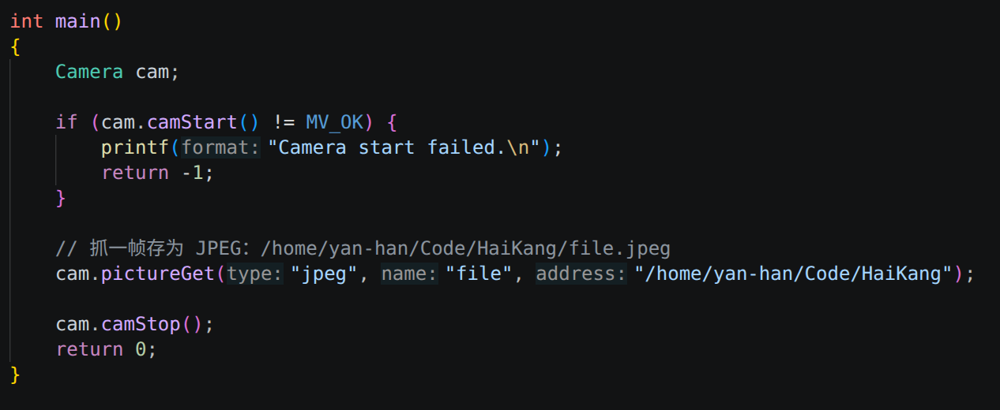 int main()
{
    Camera cam;

    if (cam.camStart() != MV_OK) {
        printf(format: "Camera start failed.\n");
        return -1;
    }

    // 抓一帧存为 JPEG：/home/yan-han/Code/HaiKang/file.jpeg
    cam.pictureGet(type: "jpeg", name: "file", address: "/home/yan-han/Code/HaiKang");

    cam.camStop();
    return 0;
}